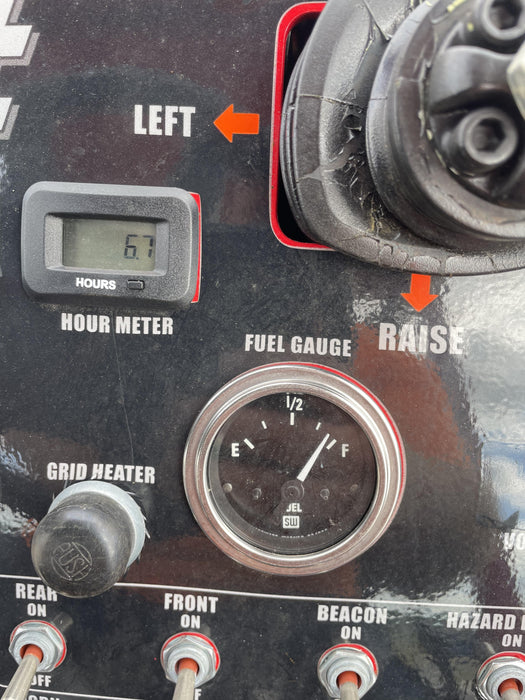 LEFT
6.7
HOURS
HOUR METER
RAISE
FUEL GAUGE
1/2
E
F
SW
GRID HEATER
REAR
ON
FRONT
ON
BEACON
ON
HAZARD
ON
OFF